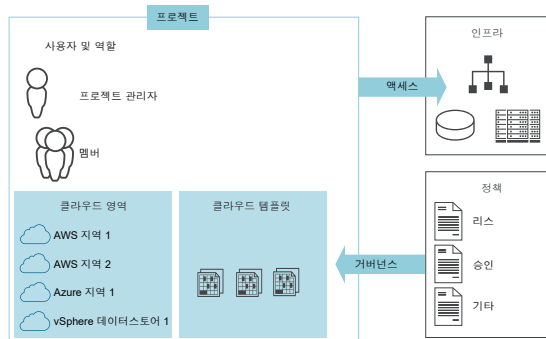 프로젝트
사용자 및 역할
프로젝트 관리자
멤버
클라우드 영역
AWS 지역 1
AWS 지역 2
Azure 지역 1
vSphere 데이터스토어 1
클라우드 템플릿
액세스
인프라
거버넌스
정책
리스
승인
기타